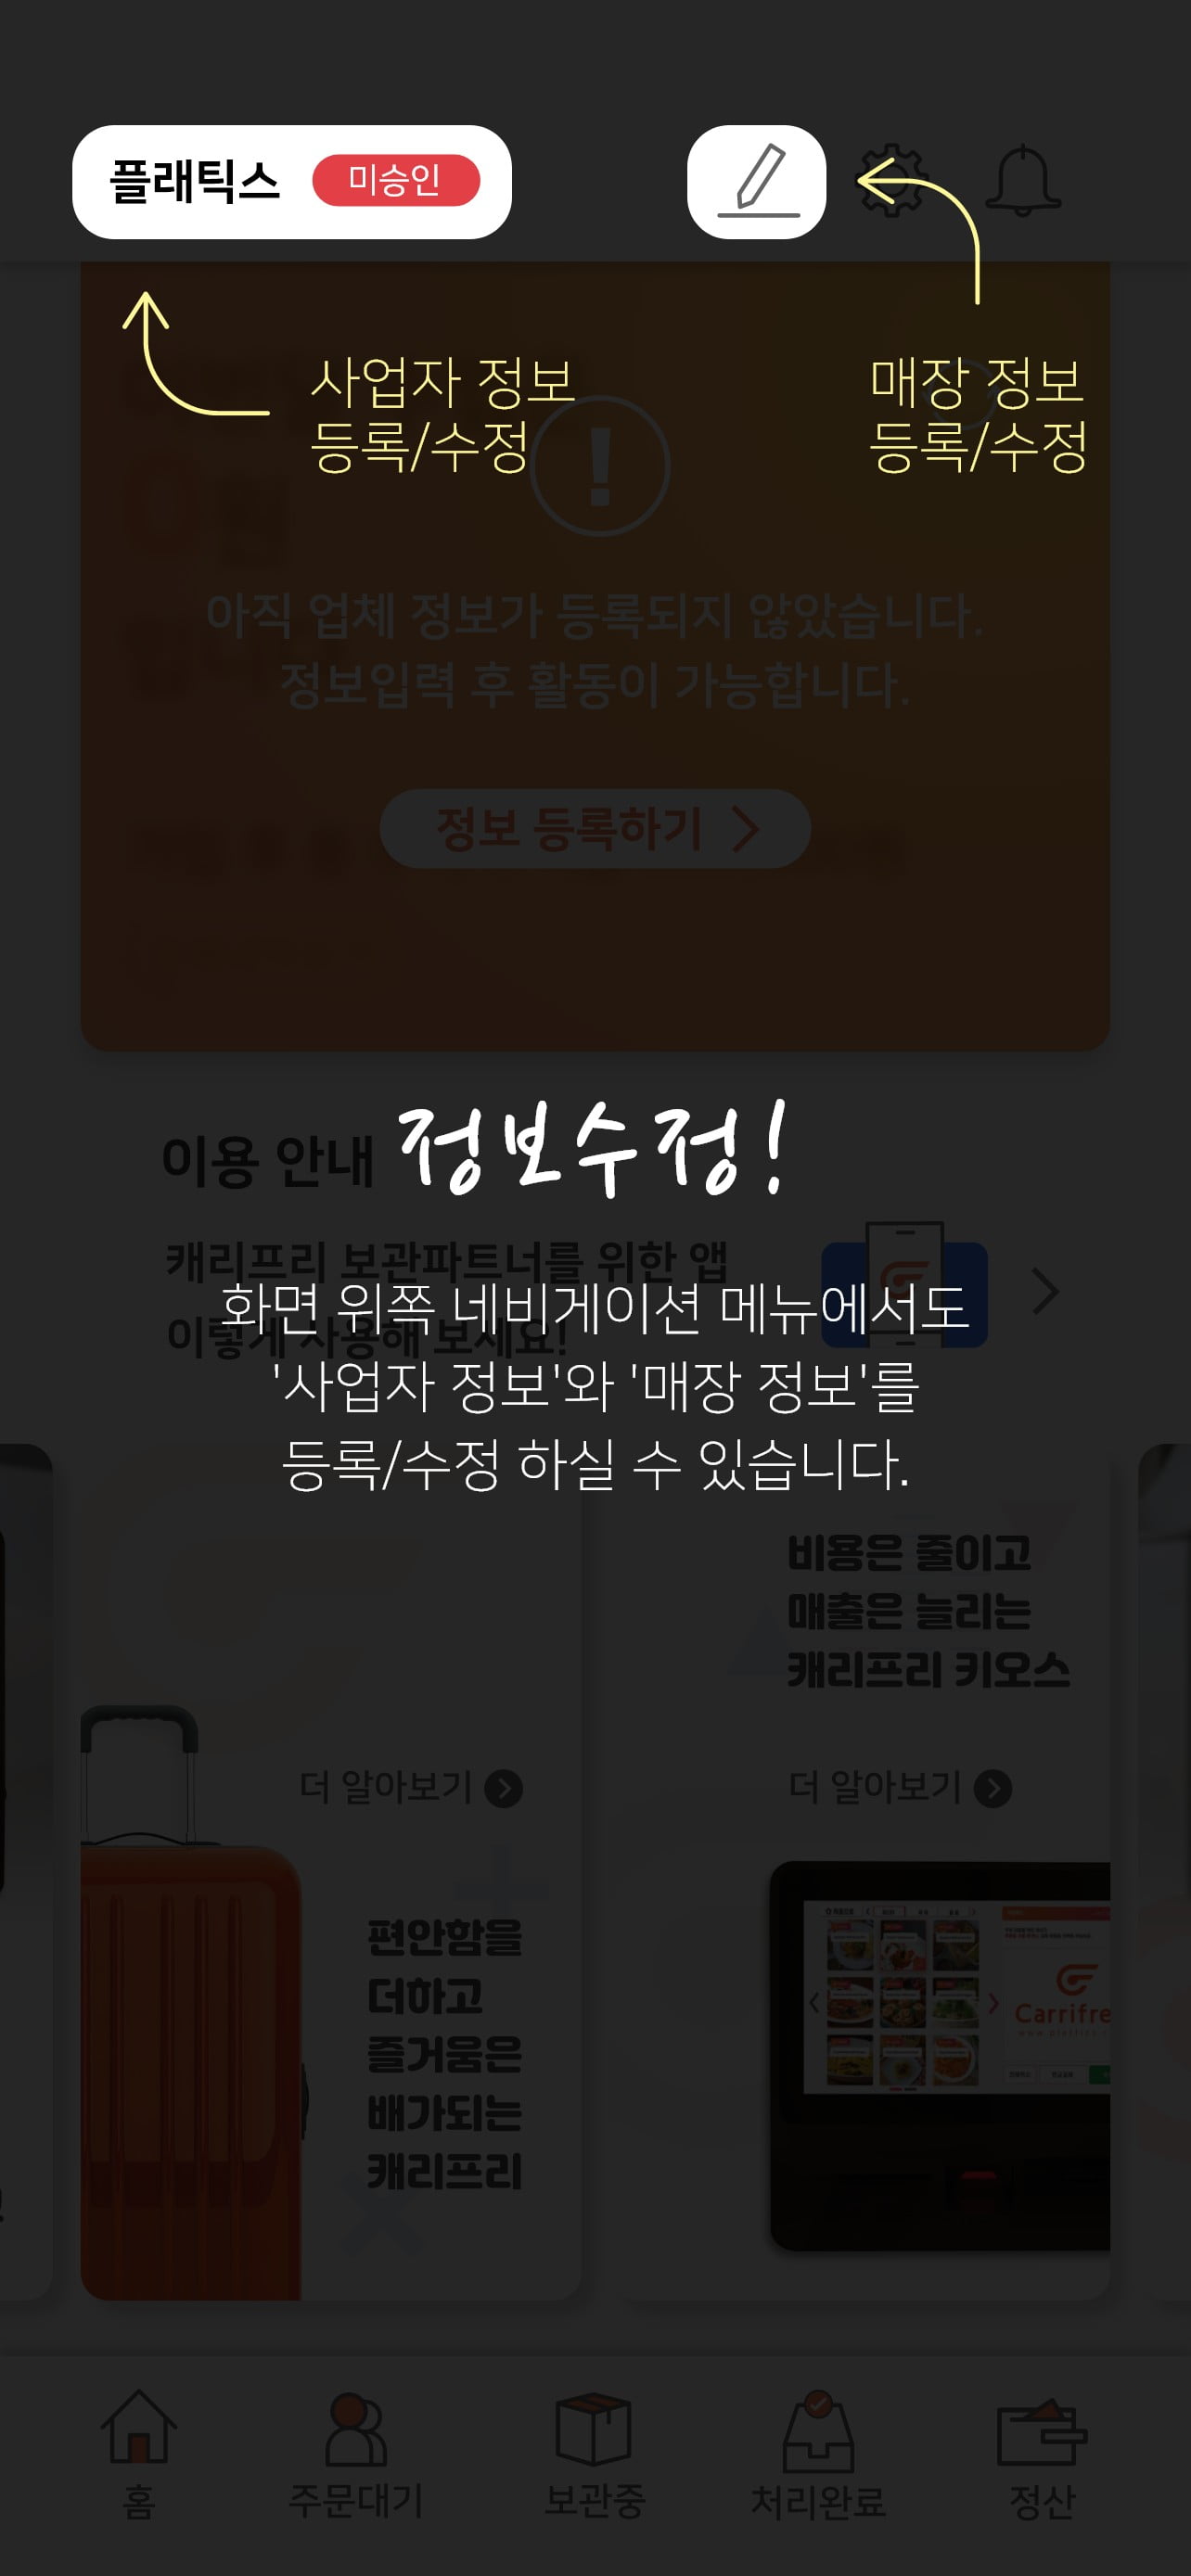 플래틱스 미승인
사업자 정보
등록/수정
매장 정보
등록/수정
!
아직 업체 정보가 등록되지 않았습니다.
정보입력 후 활동이 가능합니다.
정보 등록하기
정보수정!
이용 안내
캐리프리 보관파트너를 위한 앱
이렇게 사용해 보세요!
화면 위쪽 네비게이션 메뉴에서도
'사업자 정보'와 '매장 정보'를
등록/수정 하실 수 있습니다.
더 알아보기
편안함을
더하고
즐거움은
배가되는
캐리프리
비용은 줄이고
매출은 늘리는
캐리프리 키오스
더 알아보기
Carrifre
홈
주문대기
보관중
처리완료
정산